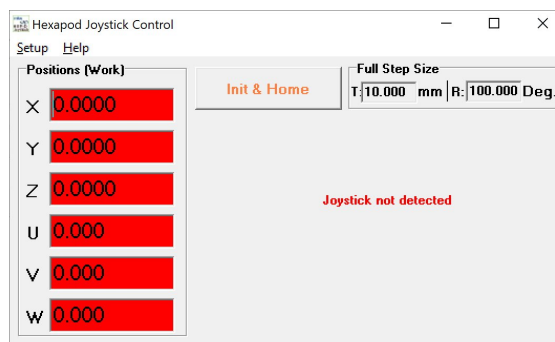 Hexapod Joystick Control
Setup Help
Positions (Work)
X 0.0000
Y 0.0000
Z 0.0000
U 0.000
V 0.000
W 0.000
Init & Home
Full Step Size
T: 10.000 mm R: 100.000 Deg.
Joystick not detected